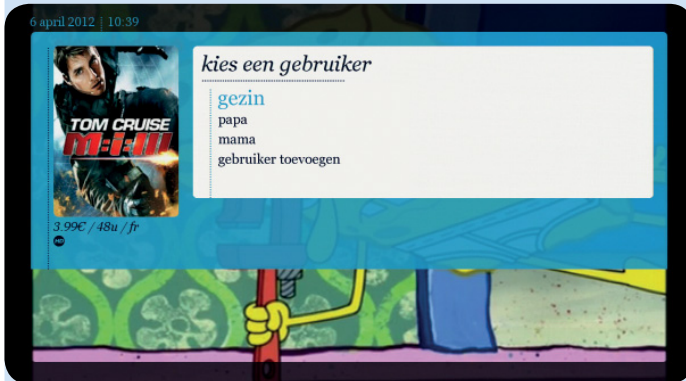 6 april 2012 | 10:39
TOM CRUISE
M:i:III
3.99€ / 48u / fr
HD
kies een gebruiker
gezin
papa
mama
gebruiker toevoegen